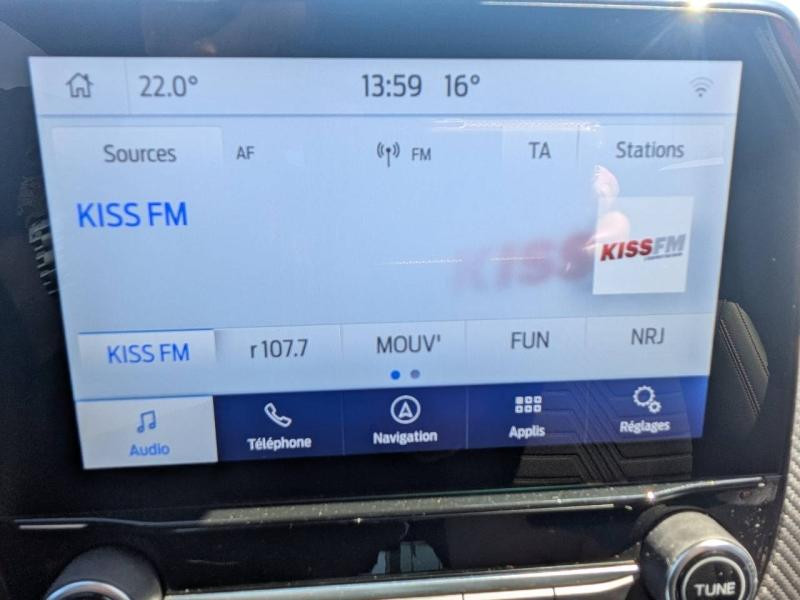 22.0° 13:59 16°
Sources AF FM TA Stations
KISS FM
KISS
KISSFM
KISS FM r107.7 MOUV' FUN NRJ
Audio Téléphone Navigation Applis Réglages
TUNE